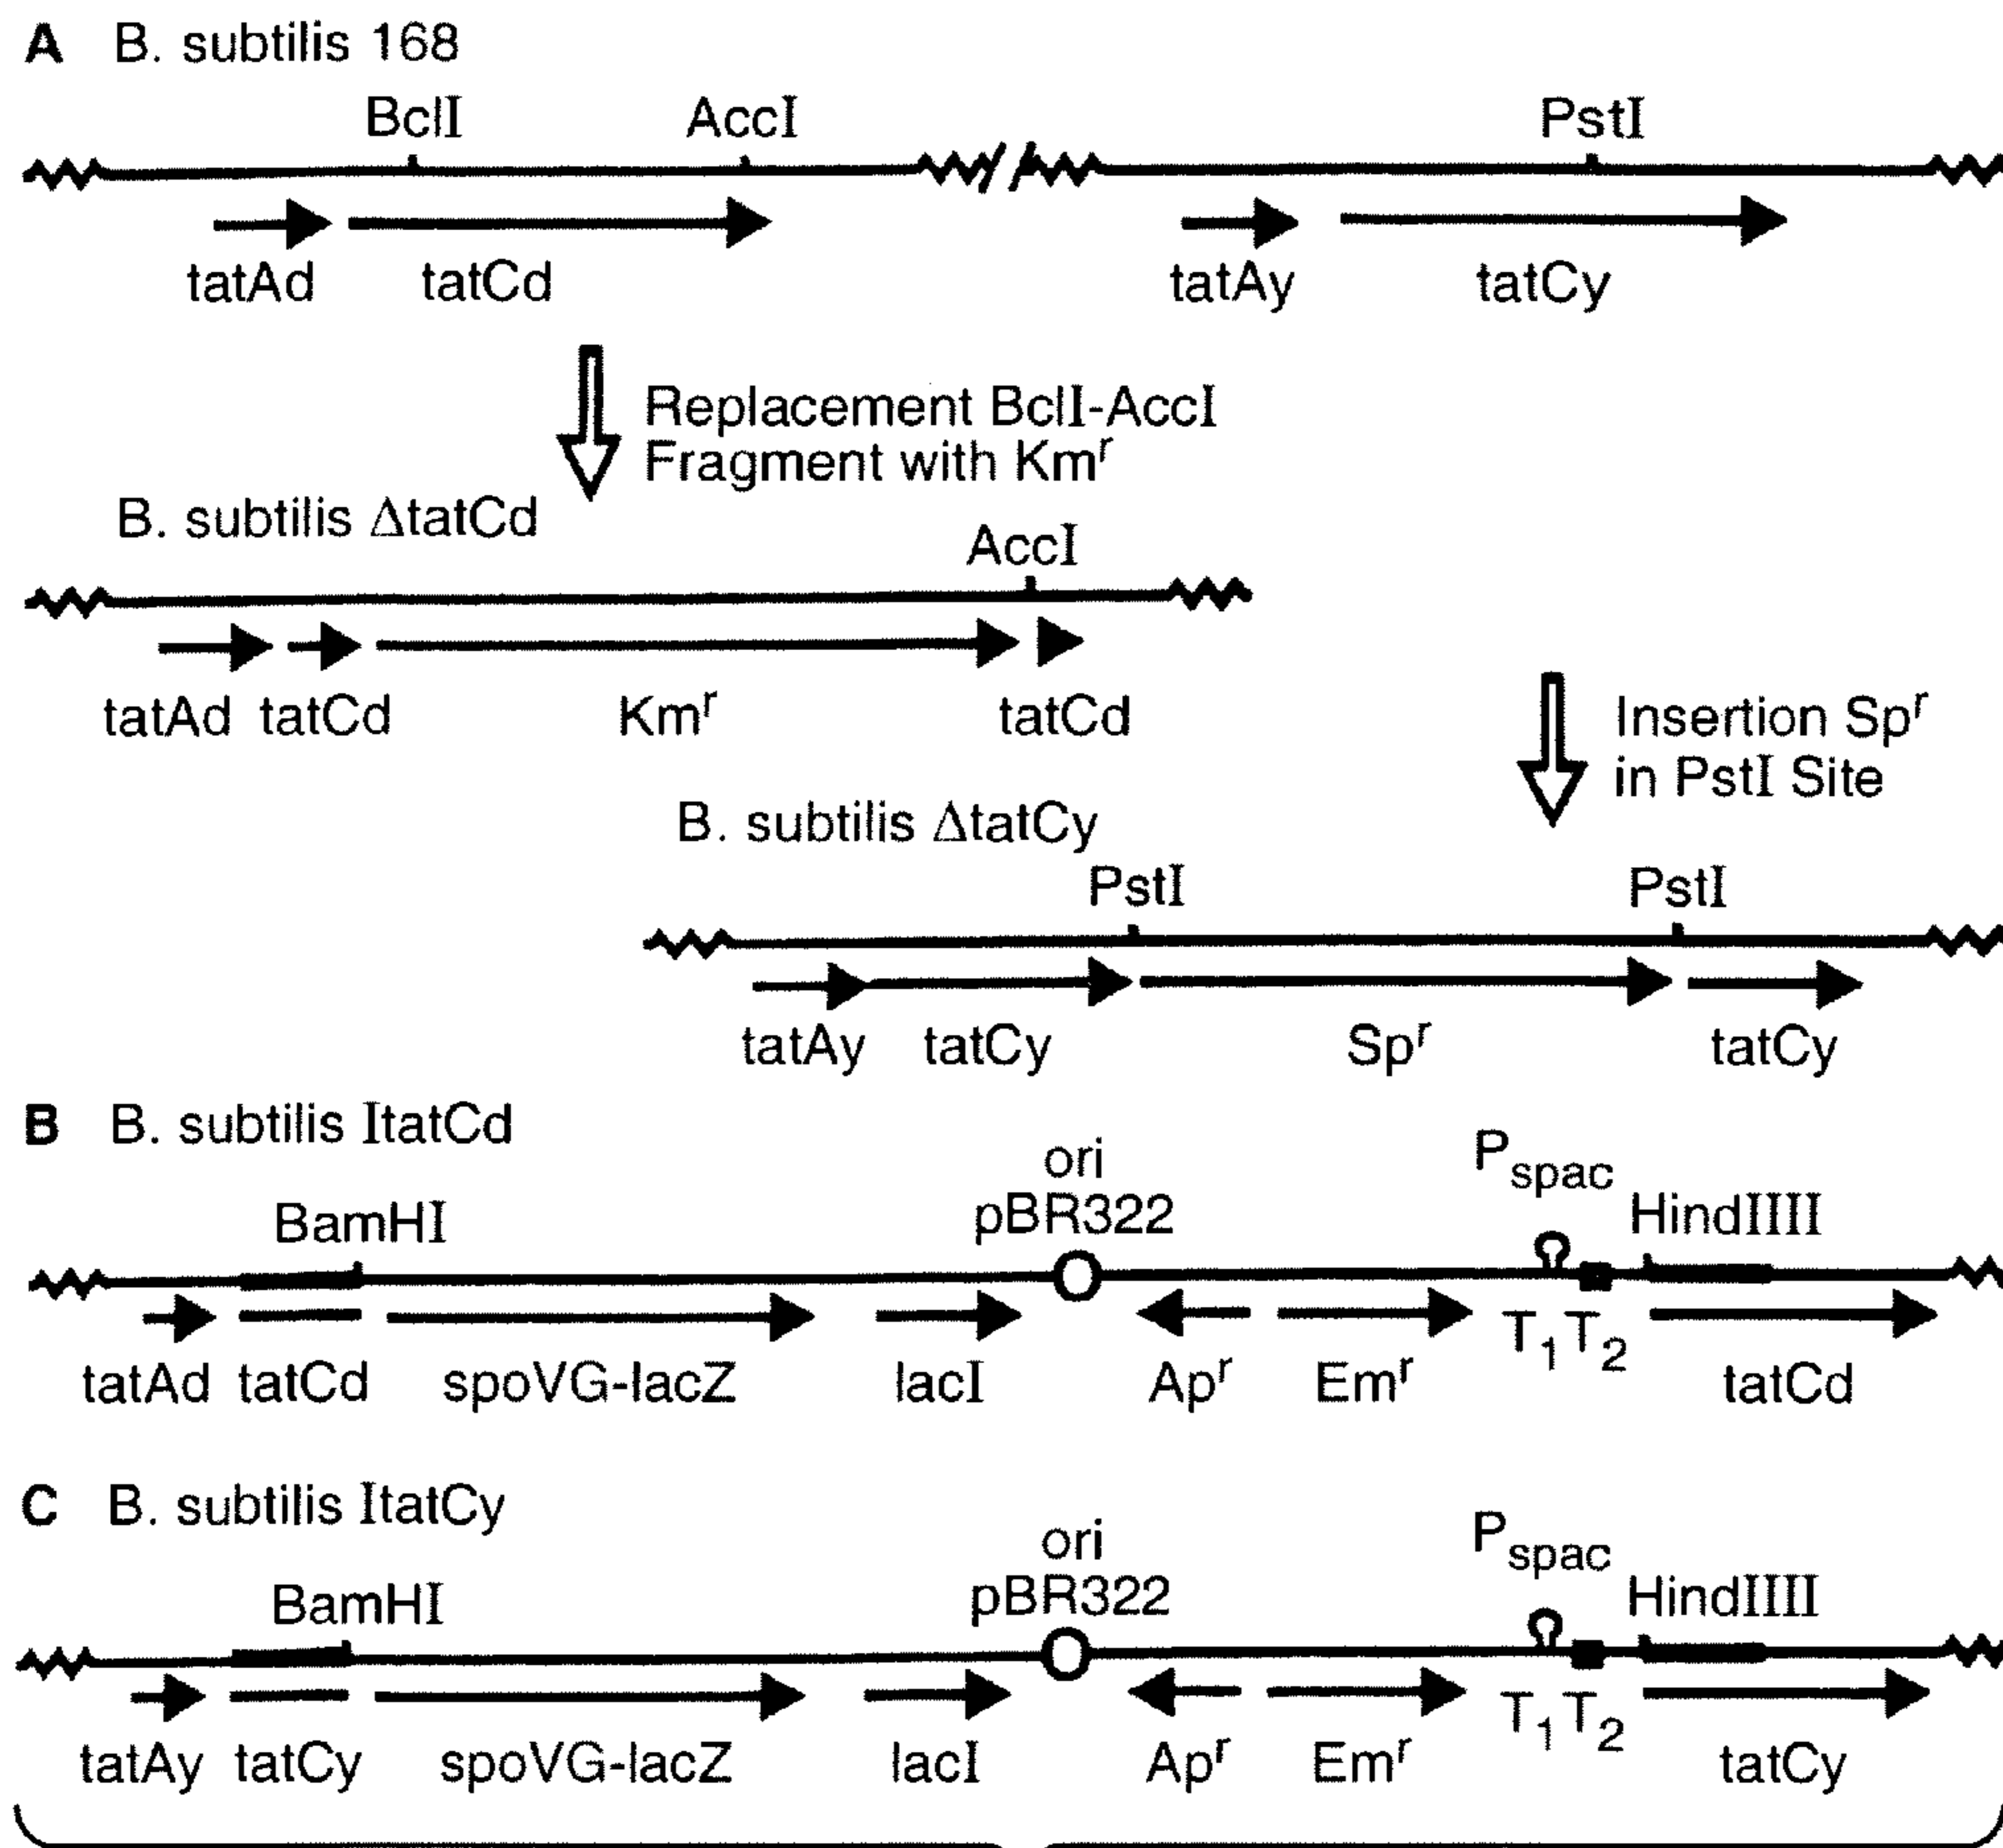 A B. subtilis 168
BclI AccI PstI
tatAd tatCd tatAy tatCy
Replacement BclI-AccI
Fragment with Kmʳ
B. subtilis ΔtatCd
AccI
tatAd tatCd Kmʳ tatCd
Insertion Spʳ
in PstI Site
B. subtilis ΔtatCy
PstI PstI
tatAy tatCy Spʳ tatCy
B B. subtilis ItatCd
ori
pBR322
Pspac
BamHI HindIIII
T₁T₂
tatAd tatCd spoVG-lacZ lacI Apʳ Emʳ tatCd
C B. subtilis ItatCy
ori
pBR322
Pspac
BamHI HindIIII
T₁T₂
tatAy tatCy spoVG-lacZ lacI Apʳ Emʳ tatCy